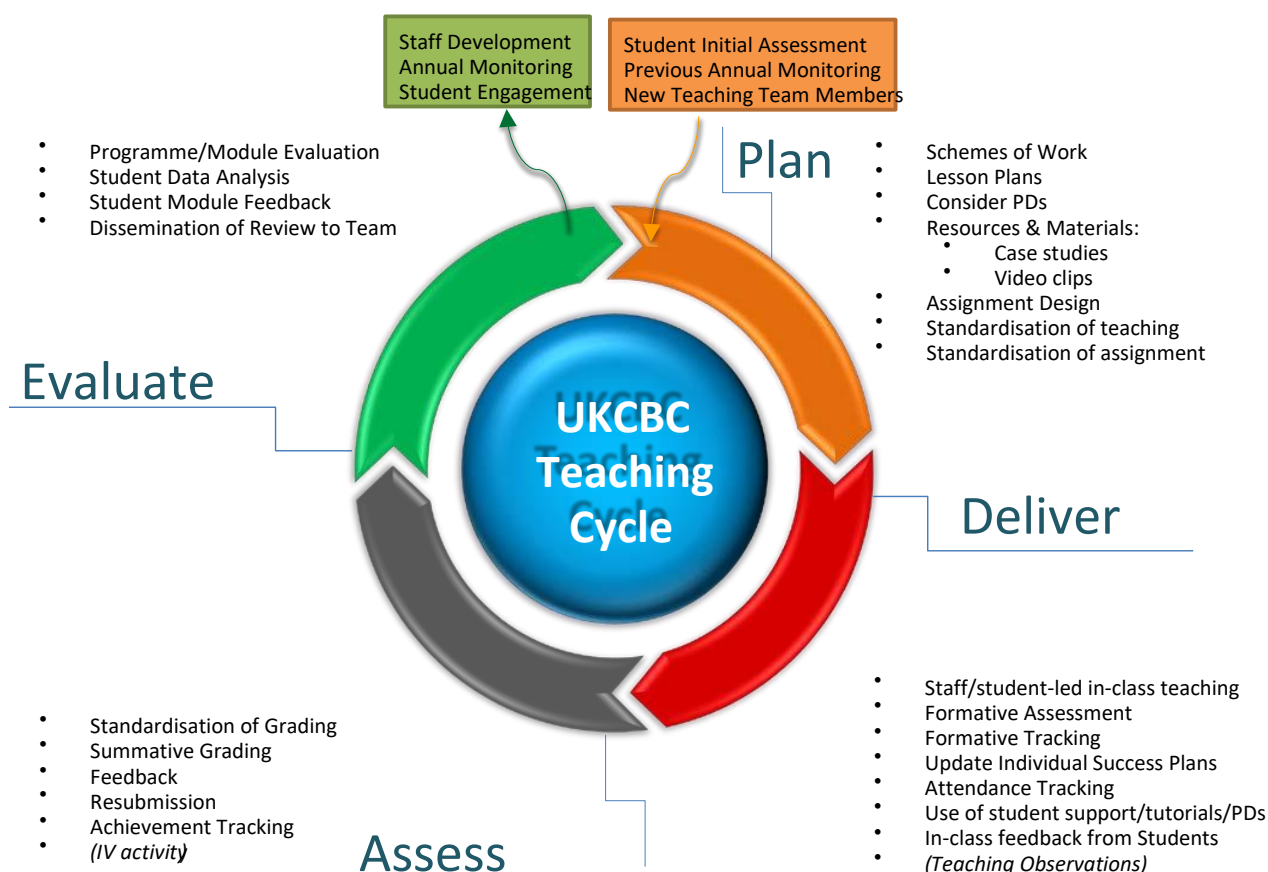 Staff Development
Annual Monitoring
Student Engagement
Student Initial Assessment
Previous Annual Monitoring
New Teaching Team Members
• Programme/Module Evaluation
• Student Data Analysis
• Student Module Feedback
• Dissemination of Review to Team
Plan
• Schemes of Work
• Lesson Plans
• Consider PDs
• Resources & Materials:
• Case studies
• Video clips
• Assignment Design
• Standardisation of teaching
• Standardisation of assignment
Evaluate
UKCBC
Teaching
Cycle
Deliver
• Standardisation of Grading
• Summative Grading
• Feedback
• Resubmission
• Achievement Tracking
• (IV activity)
Assess
• Staff/student-led in-class teaching
• Formative Assessment
• Formative Tracking
• Update Individual Success Plans
• Attendance Tracking
• Use of student support/tutorials/PDs
• In-class feedback from Students
• (Teaching Observations)